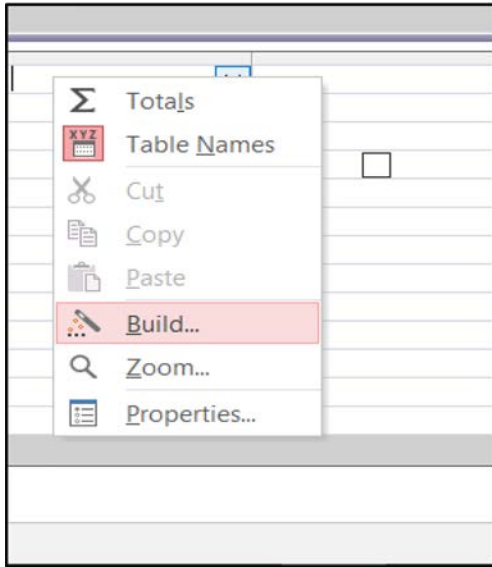 Totals
XYZ
Table Names
Cut
Copy
Paste
Build...
Zoom...
Properties...